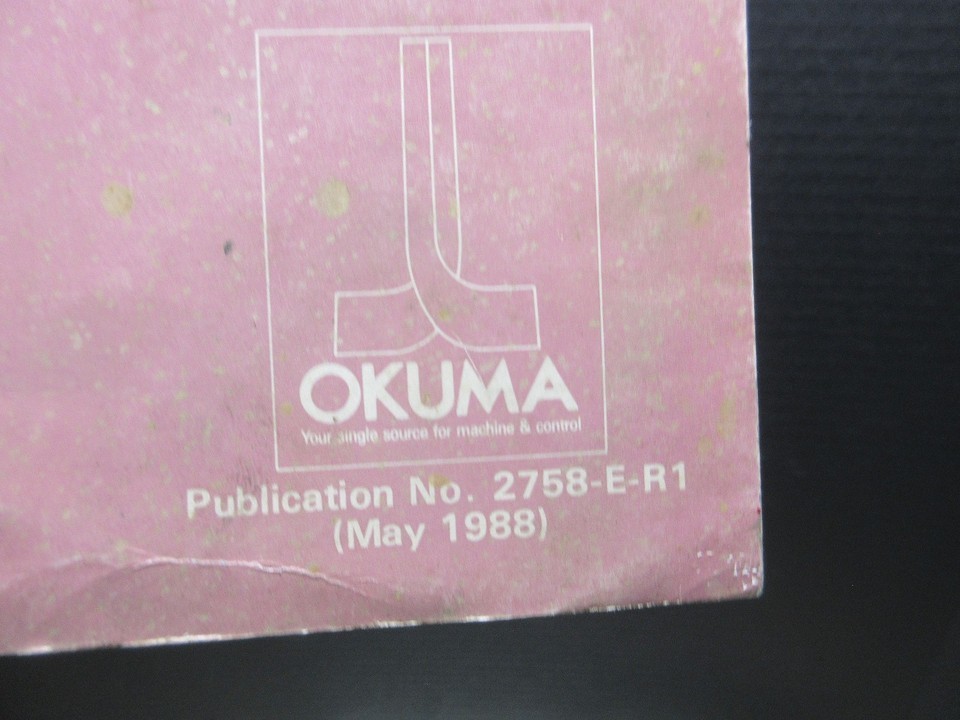 OKUMA
Your single source for machine & control
Publication No. 2758-E-R1
(May 1988)